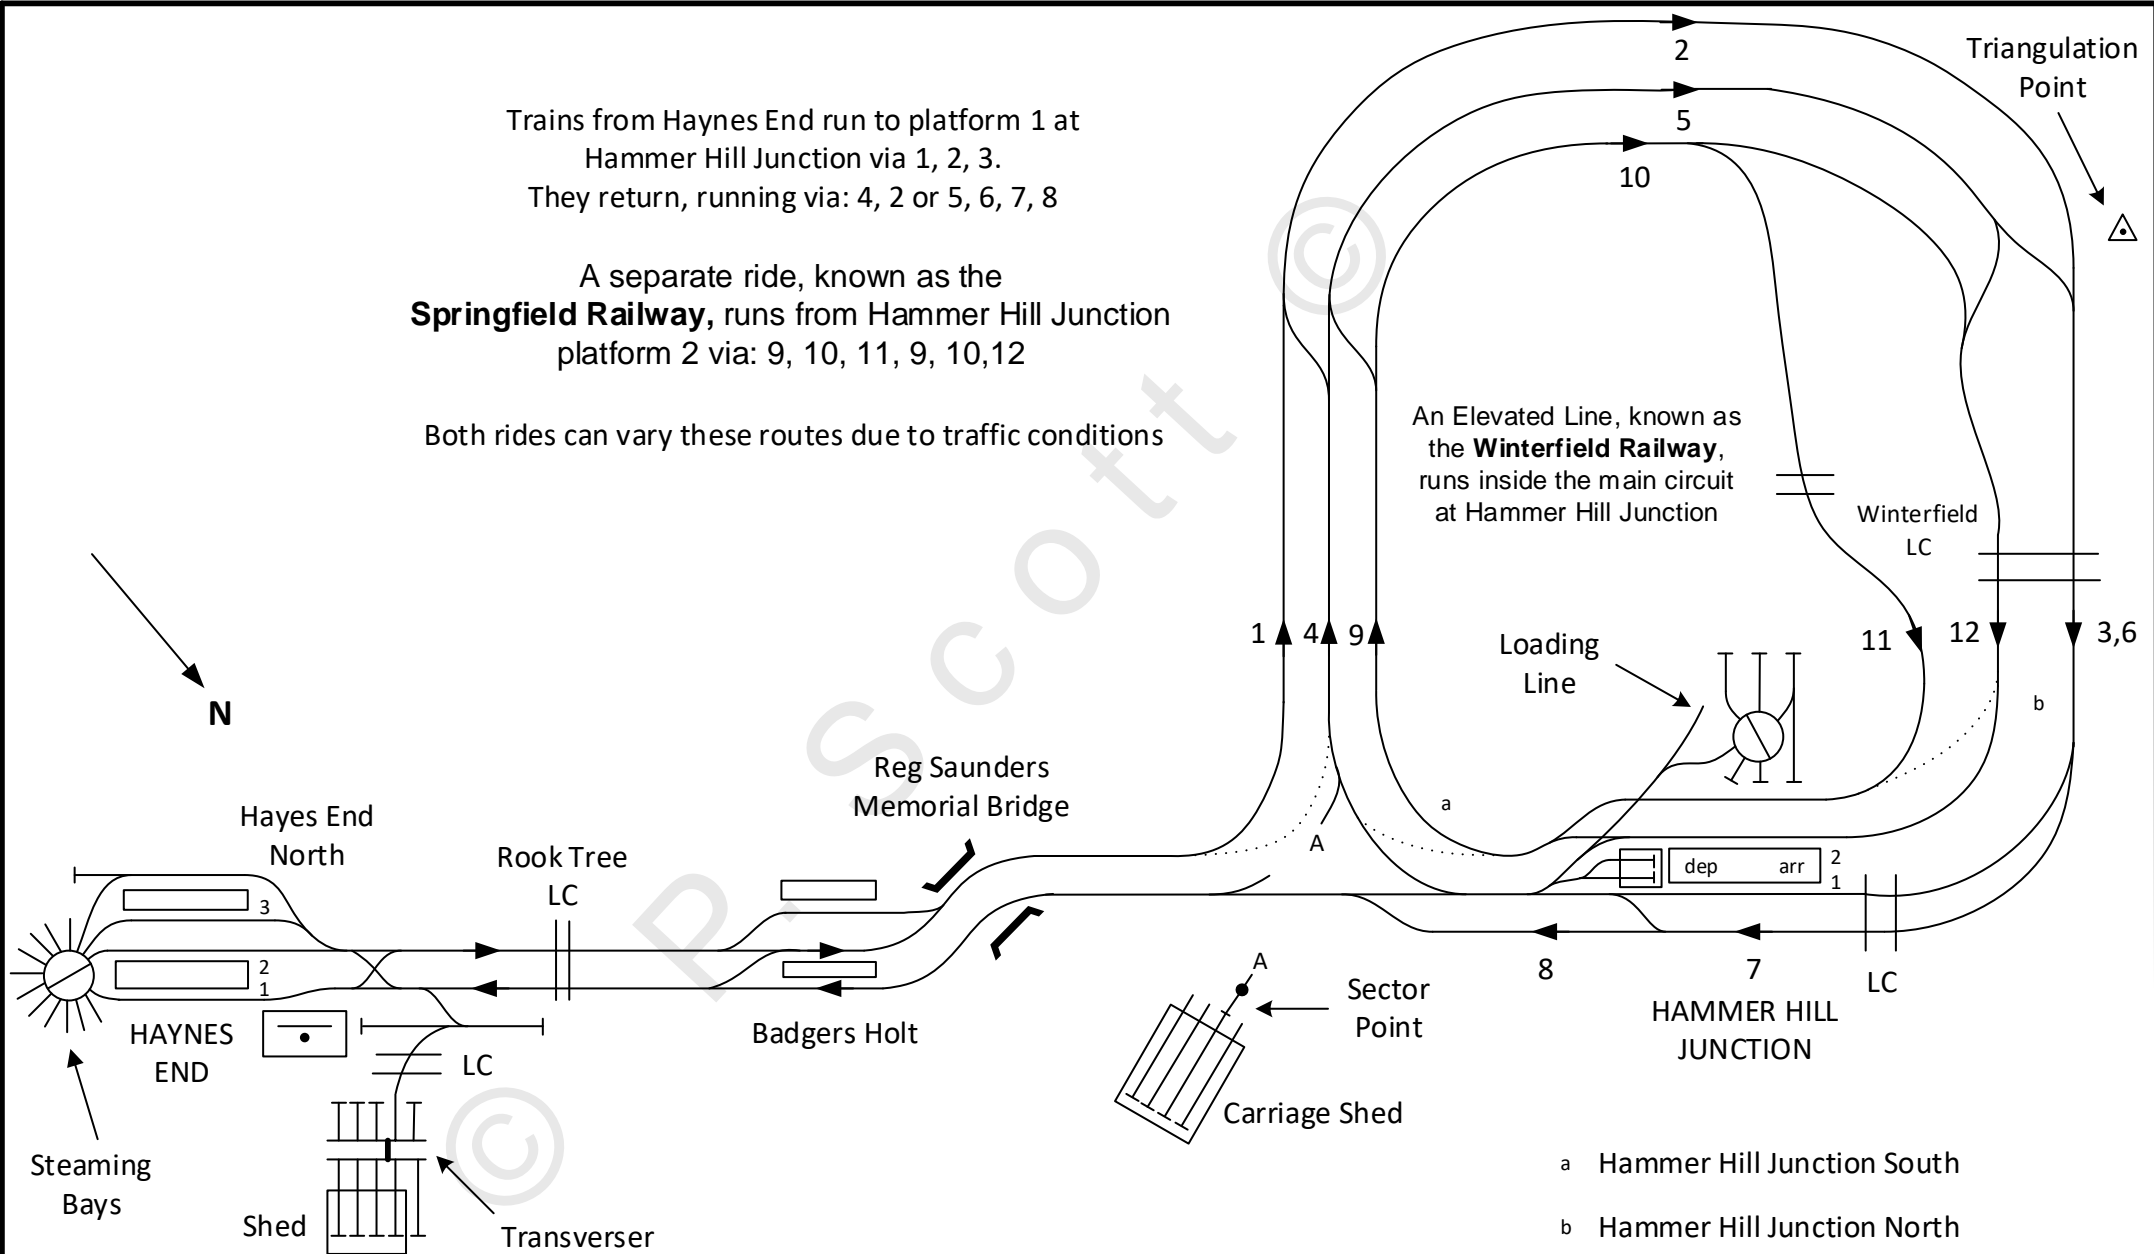 Trains from Haynes End run to platform 1 at
Hammer Hill Junction via 1, 2, 3.
They return, running via: 4, 2 or 5, 6, 7, 8
A separate ride, known as the
Springfield Railway, runs from Hammer Hill Junction
platform 2 via: 9, 10, 11, 9, 10,12
Both rides can vary these routes due to traffic conditions
2
5
10
Triangulation
Point
An Elevated Line, known as
the Winterfield Railway,
runs inside the main circuit
at Hammer Hill Junction
Winterfield
LC
N
1
4
9
Loading
Line
11
12
3,6
b
a
A
Reg Saunders
Memorial Bridge
Hayes End
North
Rook Tree
LC
3
2
1
dep
arr
2
1
HAYNES
END
LC
Badgers Holt
A
Sector
Point
8
7
LC
HAMMER HILL
JUNCTION
Carriage Shed
Steaming
Bays
Shed
Transverser
a Hammer Hill Junction South
b Hammer Hill Junction North
© P. Scott ©